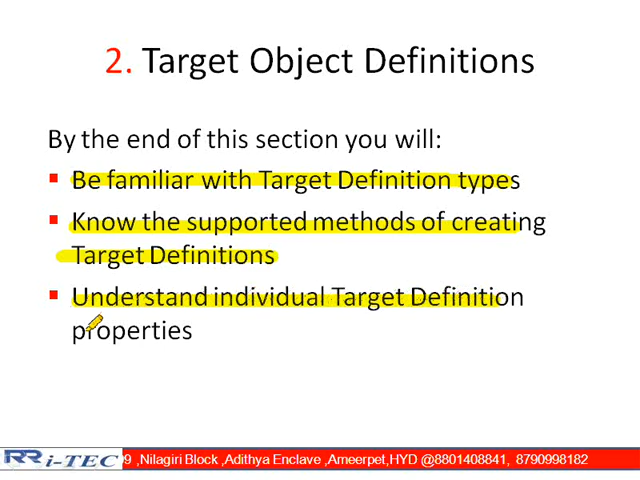 2. Target Object Definitions
By the end of this section you will:
Be familiar with Target Definition types
Know the supported methods of creating
Target Definitions
Understand individual Target Definition
properties
RR i-TEC 9 ,Nilagiri Block ,Adithya Enclave ,Ameerpet,HYD @8801408841, 8790998182